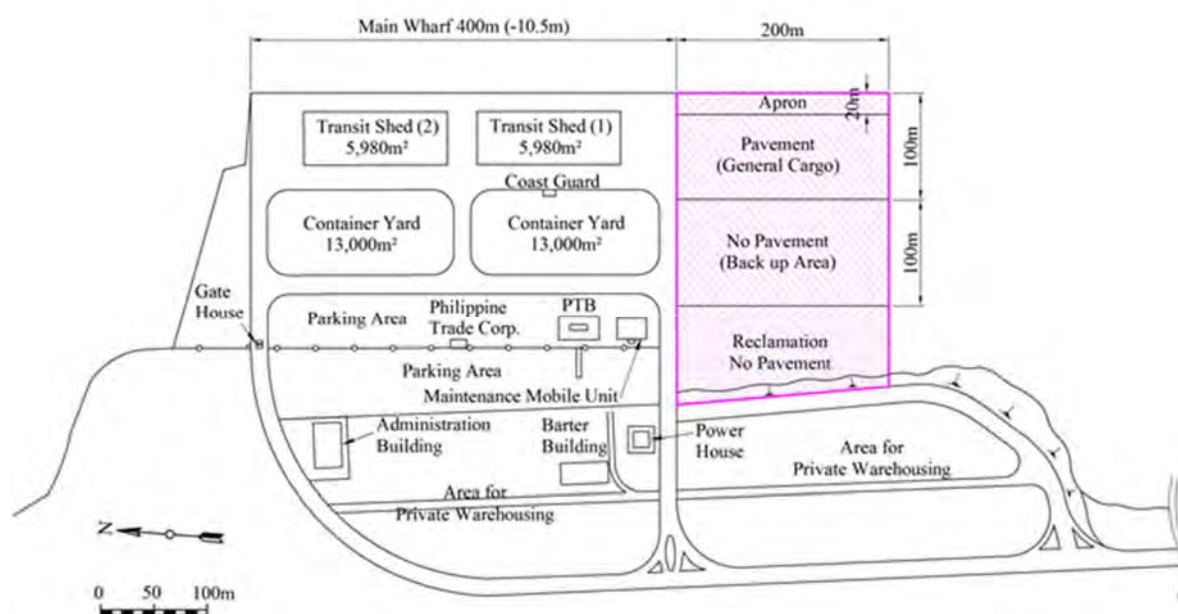 Main Wharf 400m (-10.5m)
200m
Apron
20m
Transit Shed (2)
5,980m²
Transit Shed (1)
5,980m²
Pavement
(General Cargo)
100m
Coast Guard
Container Yard
13,000m²
Container Yard
13,000m²
No Pavement
(Back up Area)
100m
Gate
House
Parking Area
Philippine
Trade Corp.
PTB
Reclamation
No Pavement
Parking Area
Maintenance Mobile Unit
Administration
Building
Barter
Building
Power
House
Area for
Private Warehousing
Area for
Private Warehousing
N
0 50 100m